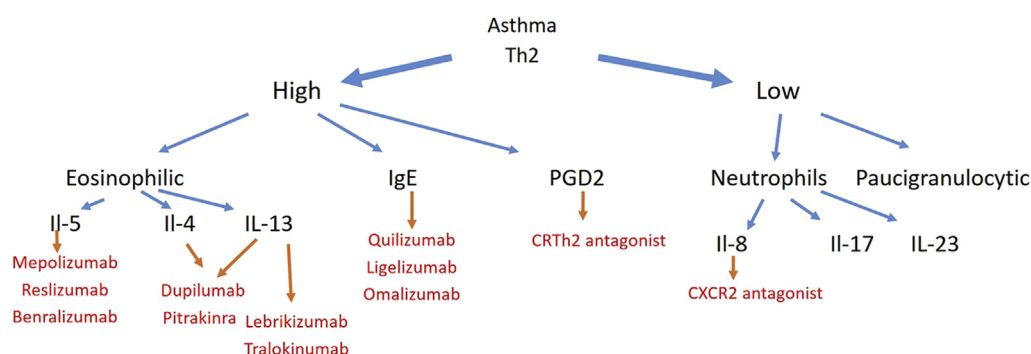 Asthma
Th2
High
Low
Eosinophilic
IgE
PGD2
Neutrophils
Paucigranulocytic
Il-5
Il-4
IL-13
Il-8
Il-17
IL-23
Mepolizumab
Reslizumab
Benralizumab
Dupilumab
Pitrakinra
Lebrikizumab
Tralokinumab
Quilizumab
Ligelizumab
Omalizumab
CRTh2 antagonist
CXCR2 antagonist